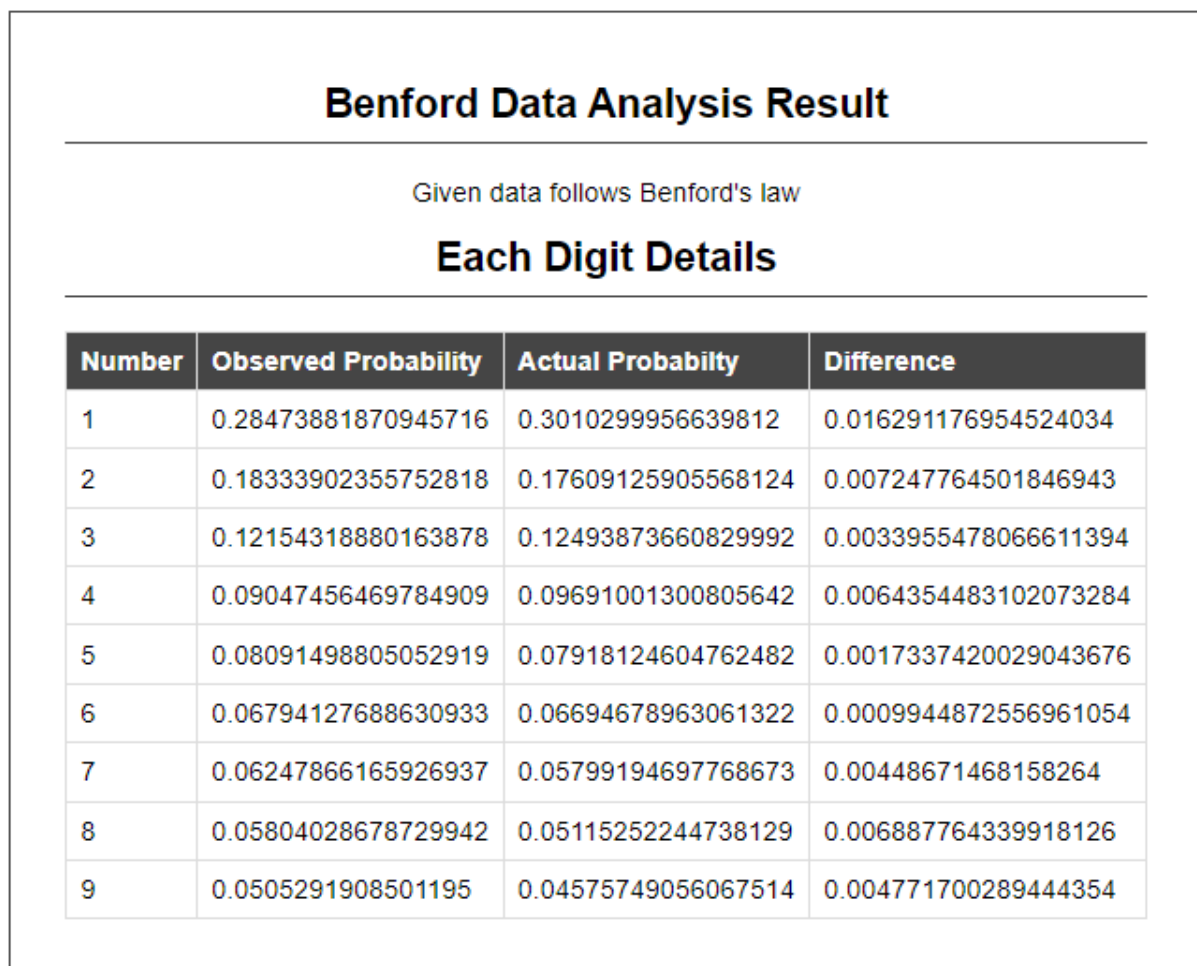 Benford Data Analysis Result
Given data follows Benford's law
Each Digit Details
Number Observed Probability Actual Probabilty Difference
1 0.28473881870945716 0.3010299956639812 0.016291176954524034
2 0.18333902355752818 0.17609125905568124 0.007247764501846943
3 0.12154318880163878 0.12493873660829992 0.0033955478066611394
4 0.09047456469784909 0.09691001300805642 0.0064354483102073284
5 0.08091498805052919 0.07918124604762482 0.0017337420029043676
6 0.06794127688630933 0.06694678963061322 0.0009944872556961054
7 0.06247866165926937 0.05799194697768673 0.00448671468158264
8 0.05804028678729942 0.05115252244738129 0.006887764339918126
9 0.0505291908501195 0.04575749056067514 0.004771700289444354